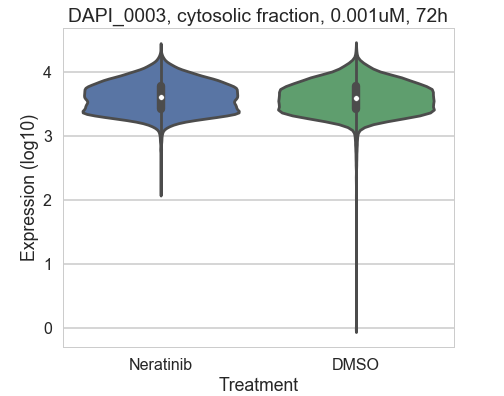 DAPI_0003, cytosolic fraction, 0.001uM, 72h
Expression (log10)
4
3
2
1
0
Neratinib DMSO
Treatment